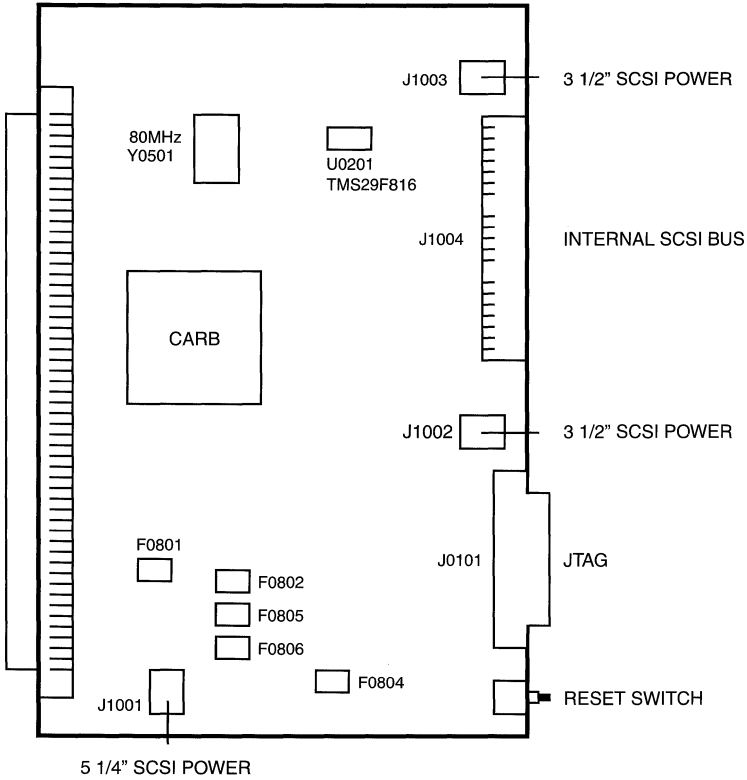 J1003
3 1/2” SCSI POWER
80MHz
Y0501
U0201
TMS29F816
J1004
INTERNAL SCSI BUS
CARB
J1002
3 1/2” SCSI POWER
F0801
J0101
JTAG
F0802
F0805
F0806
F0804
J1001
RESET SWITCH
5 1/4” SCSI POWER